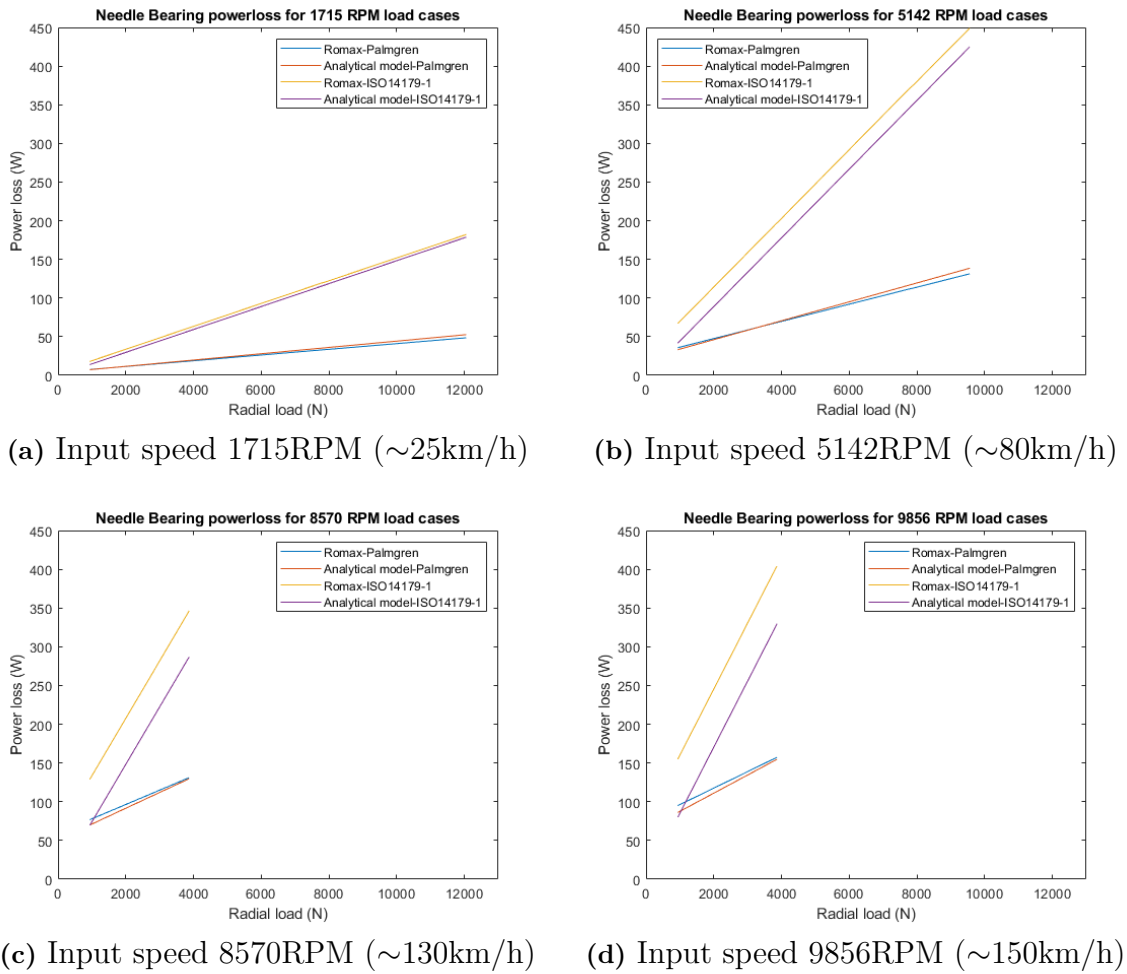 Needle Bearing powerloss for 1715 RPM load cases
450
400
350
300
250
200
150
100
50
0
Power loss (W)
Romax-Palmgren
Analytical model-Palmgren
Romax-ISO14179-1
Analytical model-ISO14179-1
0 2000 4000 6000 8000 10000 12000
Radial load (N)
(a) Input speed 1715RPM (~25km/h)
Needle Bearing powerloss for 5142 RPM load cases
450
400
350
300
250
200
150
100
50
0
Power loss (W)
Romax-Palmgren
Analytical model-Palmgren
Romax-ISO14179-1
Analytical model-ISO14179-1
0 2000 4000 6000 8000 10000 12000
Radial load (N)
(b) Input speed 5142RPM (~80km/h)
Needle Bearing powerloss for 8570 RPM load cases
450
400
350
300
250
200
150
100
50
0
Power loss (W)
Romax-Palmgren
Analytical model-Palmgren
Romax-ISO14179-1
Analytical model-ISO14179-1
0 2000 4000 6000 8000 10000 12000
Radial load (N)
(c) Input speed 8570RPM (~130km/h)
Needle Bearing powerloss for 9856 RPM load cases
450
400
350
300
250
200
150
100
50
0
Power loss (W)
Romax-Palmgren
Analytical model-Palmgren
Romax-ISO14179-1
Analytical model-ISO14179-1
0 2000 4000 6000 8000 10000 12000
Radial load (N)
(d) Input speed 9856RPM (~150km/h)